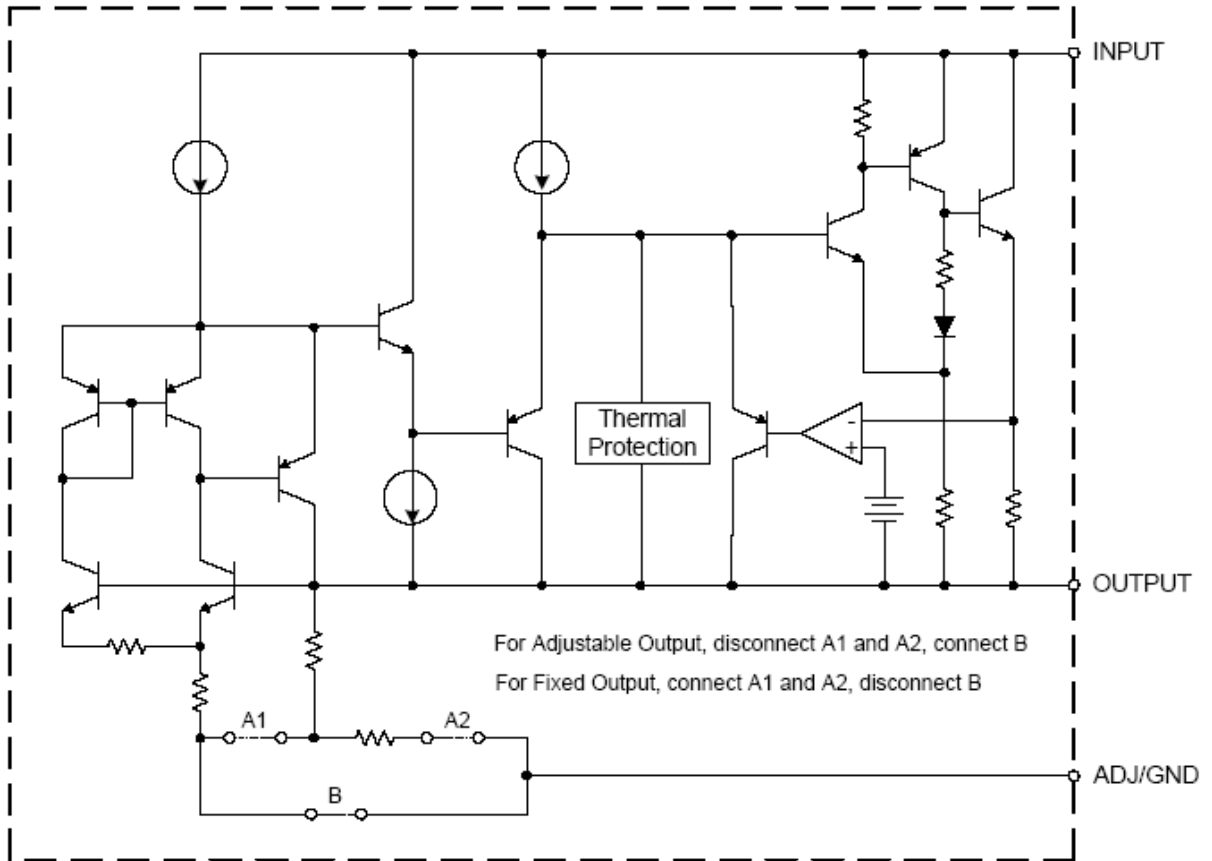 INPUT
Thermal
Protection
-
+
OUTPUT
For Adjustable Output, disconnect A1 and A2, connect B
For Fixed Output, connect A1 and A2, disconnect B
A1
A2
ADJ/GND
B